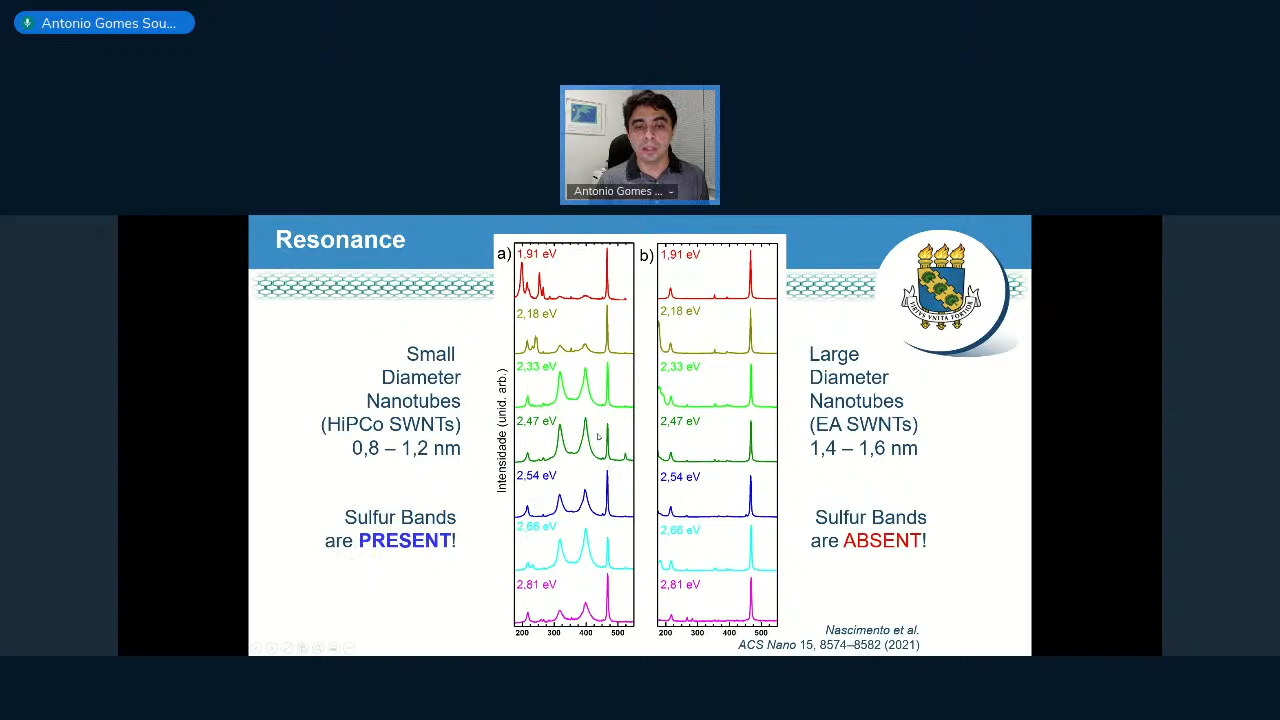 Antonio Gomes Sou...
Antonio Gomes ...
Resonance
a)
b)
1,91 eV
2,18 eV
2,33 eV
2,47 eV
2,54 eV
2,66 eV
2,81 eV
1,91 eV
2,18 eV
2,33 eV
2,47 eV
2,54 eV
2,66 eV
2,81 eV
Intensidade (unid. arb.)
200 300 400 500
200 300 400 500
Small
Diameter
Nanotubes
(HiPCo SWNTs)
0,8 – 1,2 nm
Sulfur Bands
are PRESENT!
Large
Diameter
Nanotubes
(EA SWNTs)
1,4 – 1,6 nm
Sulfur Bands
are ABSENT!
VIRTVS VNITA FORTIOR
Nascimento et al.
ACS Nano 15, 8574–8582 (2021)